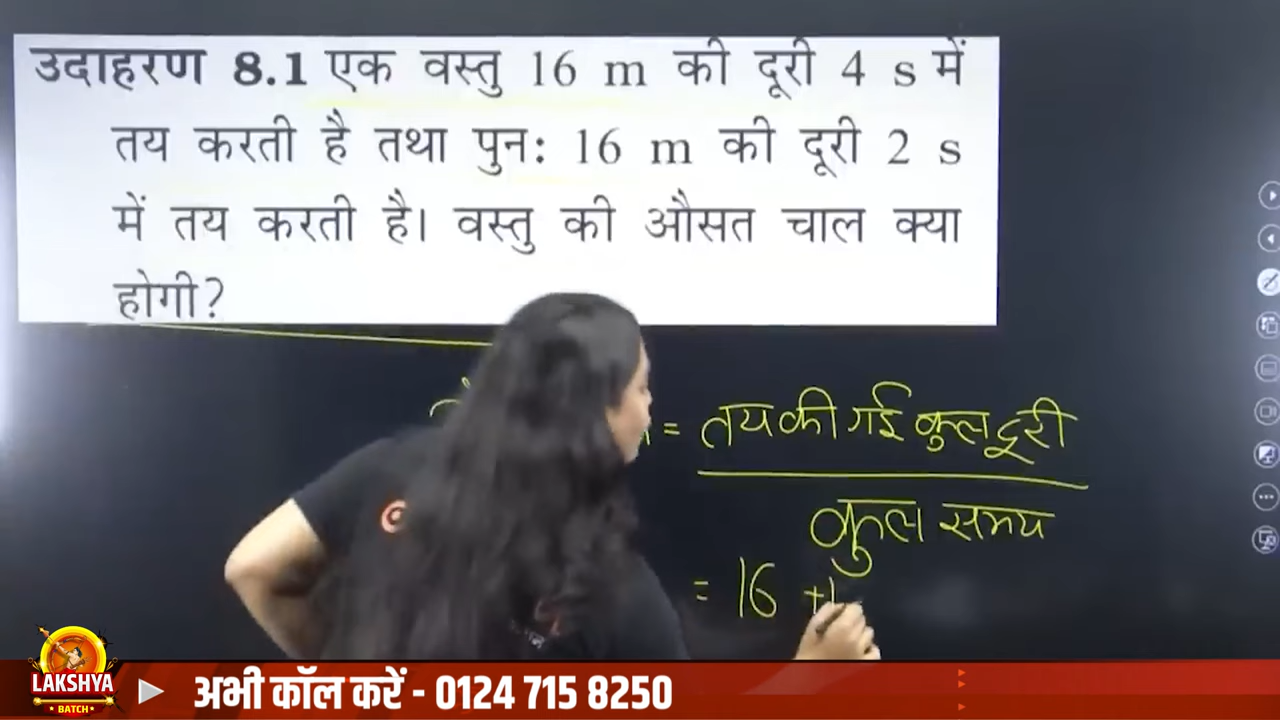 उदाहरण 8.1 एक वस्तु 16 m की दूरी 4 s में
तय करती है तथा पुन: 16 m की दूरी 2 s
में तय करती है। वस्तु की औसत चाल क्या
होगी?
= तय की गई कुल दूरी
कुल समय
= 16 +1
LAKSHYA
BATCH
अभी कॉल करें - 0124 715 8250